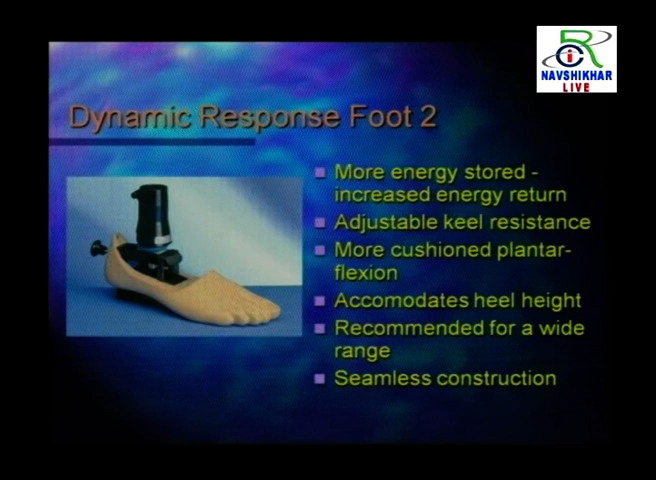 NAVSHIKHAR
LIVE
Dynamic Response Foot 2
More energy stored -
increased energy return
Adjustable keel resistance
More cushioned plantar-
flexion
Accomodates heel height
Recommended for a wide
range
Seamless construction